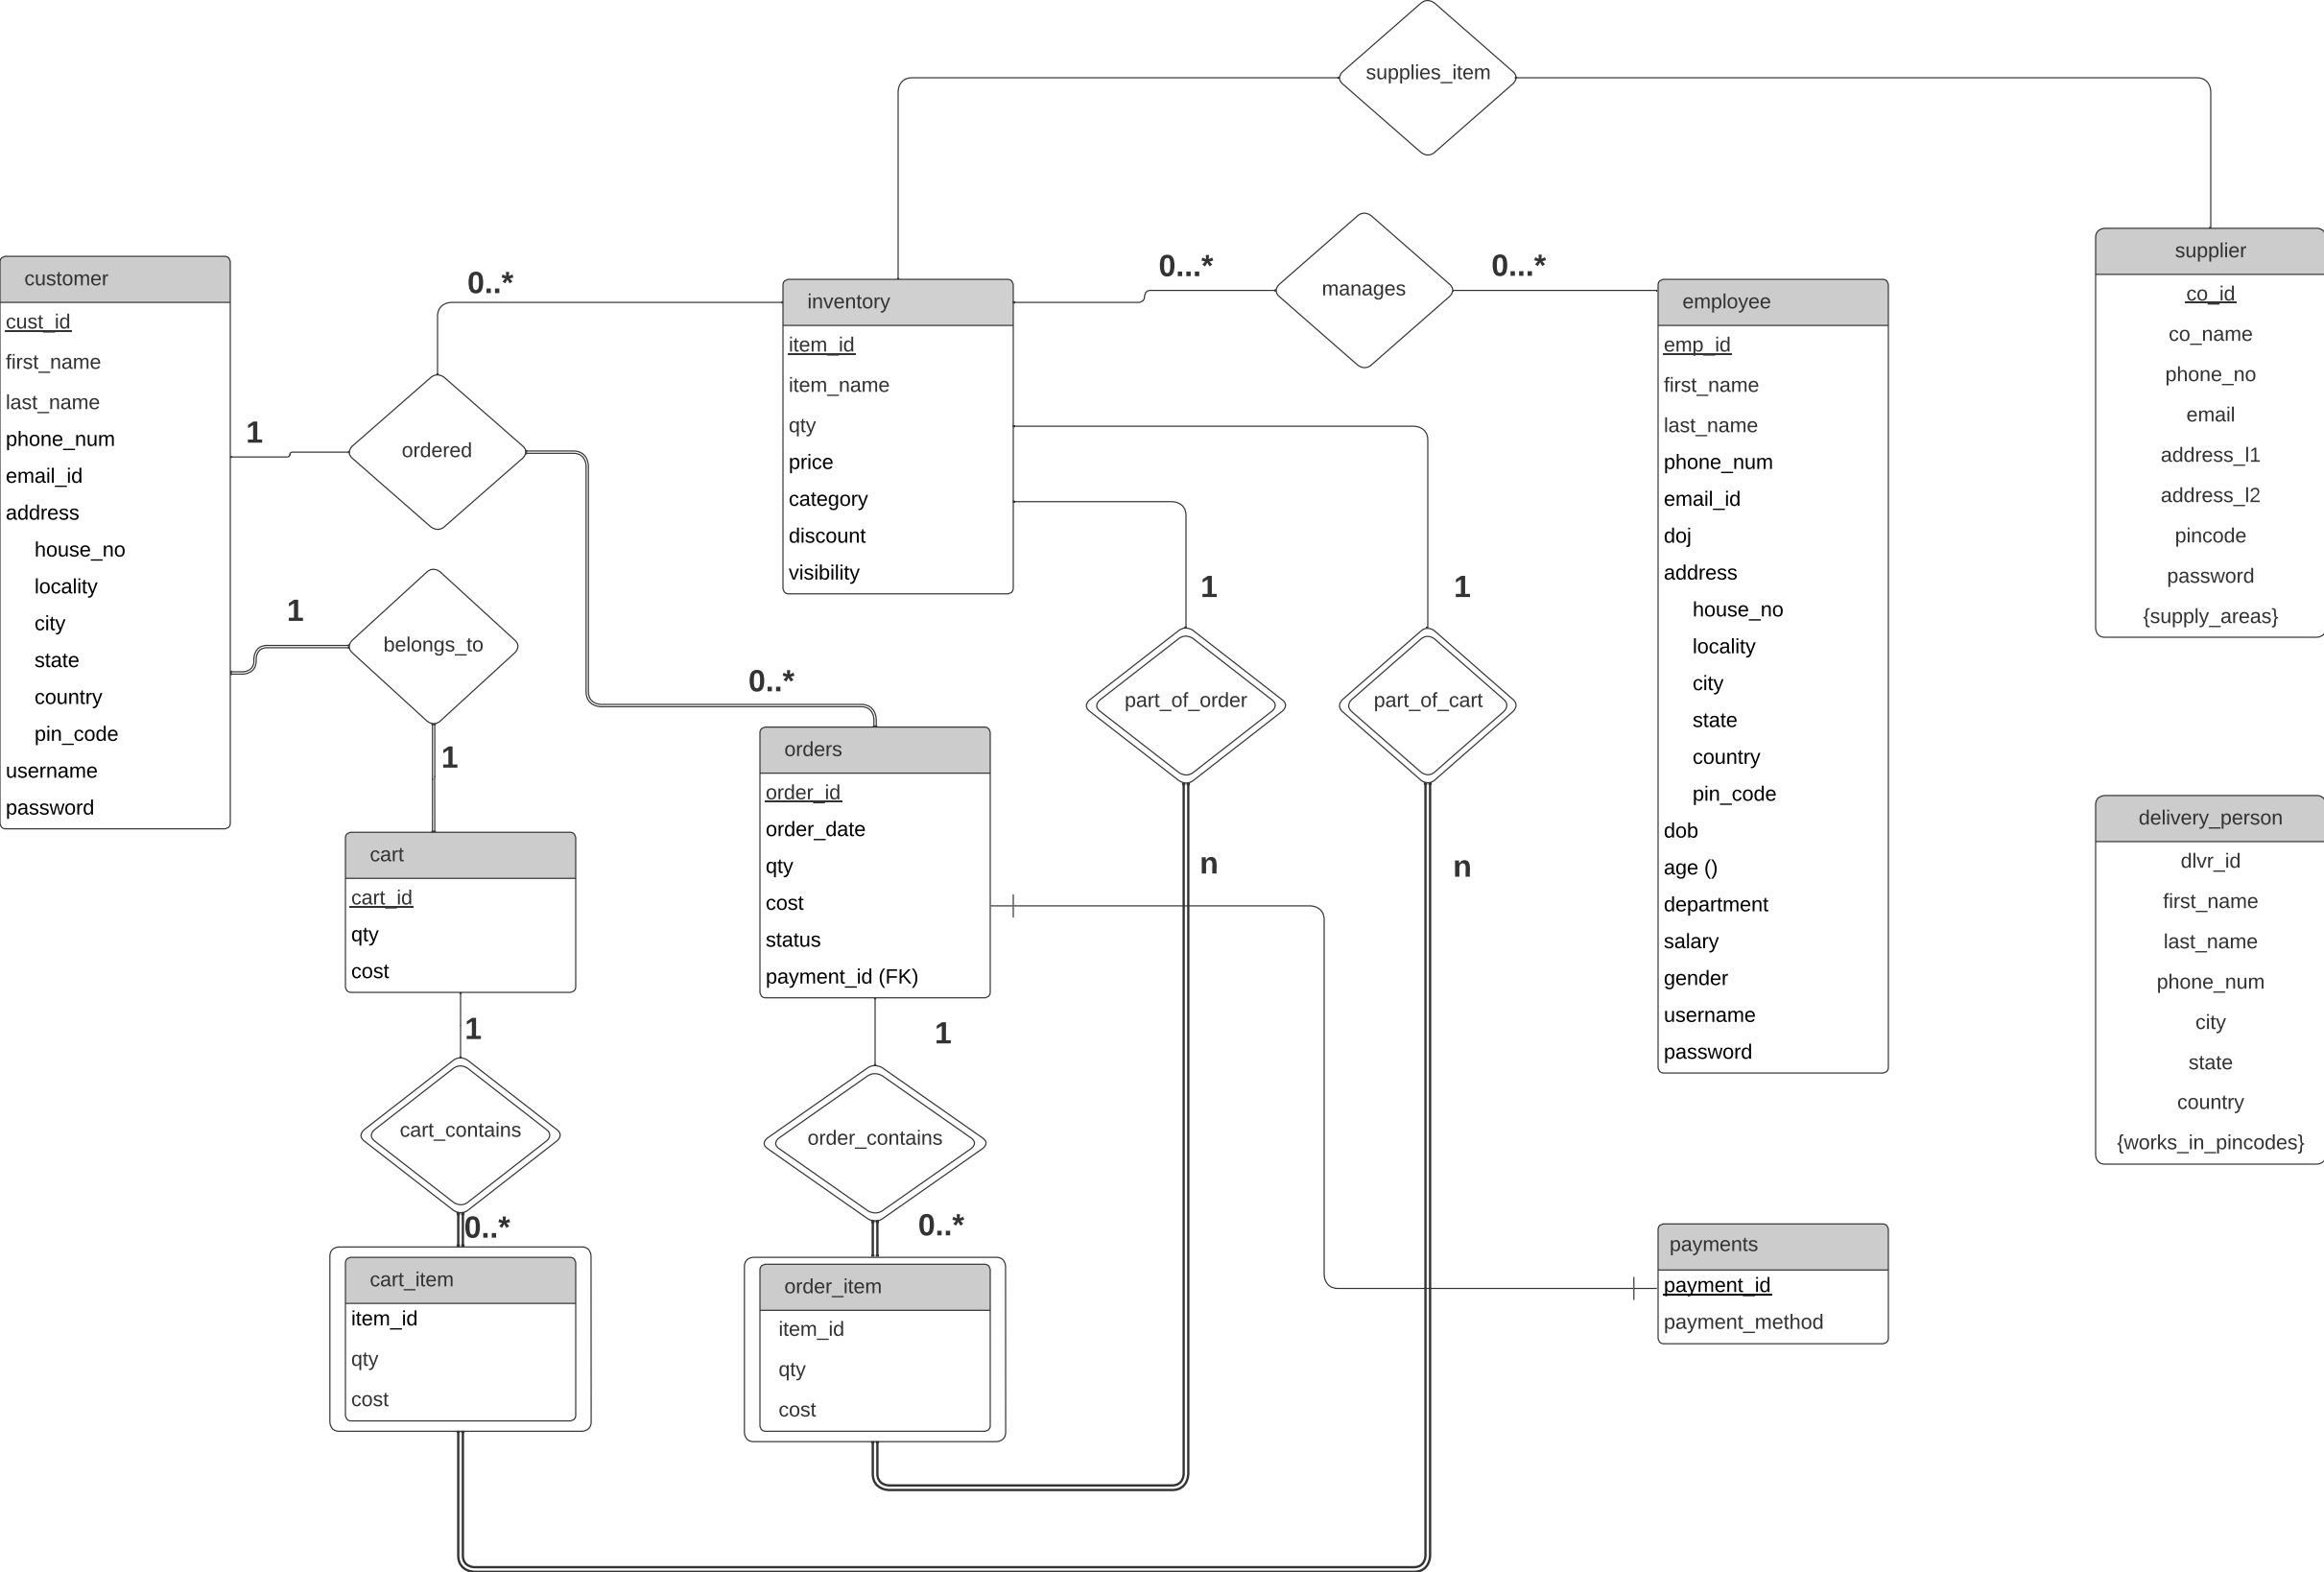 supplies_item
customer
cust_id
first_name
last_name
phone_num
email_id
address
house_no
locality
city
state
country
pin_code
username
password
0..*
1
ordered
1
belongs_to
1
cart
cart_id
qty
cost
1
cart_contains
0..*
cart_item
item_id
qty
cost
inventory
item_id
item_name
qty
price
category
discount
visibility
0..*
orders
order_id
order_date
qty
cost
status
payment_id (FK)
1
order_contains
0..*
order_item
item_id
qty
cost
0...*
manages
0...*
1
part_of_order
n
1
part_of_cart
n
employee
emp_id
first_name
last_name
phone_num
email_id
doj
address
house_no
locality
city
state
country
pin_code
dob
age ()
department
salary
gender
username
password
payments
payment_id
payment_method
supplier
co_id
co_name
phone_no
email
address_l1
address_l2
pincode
password
{supply_areas}
delivery_person
dlvr_id
first_name
last_name
phone_num
city
state
country
{works_in_pincodes}